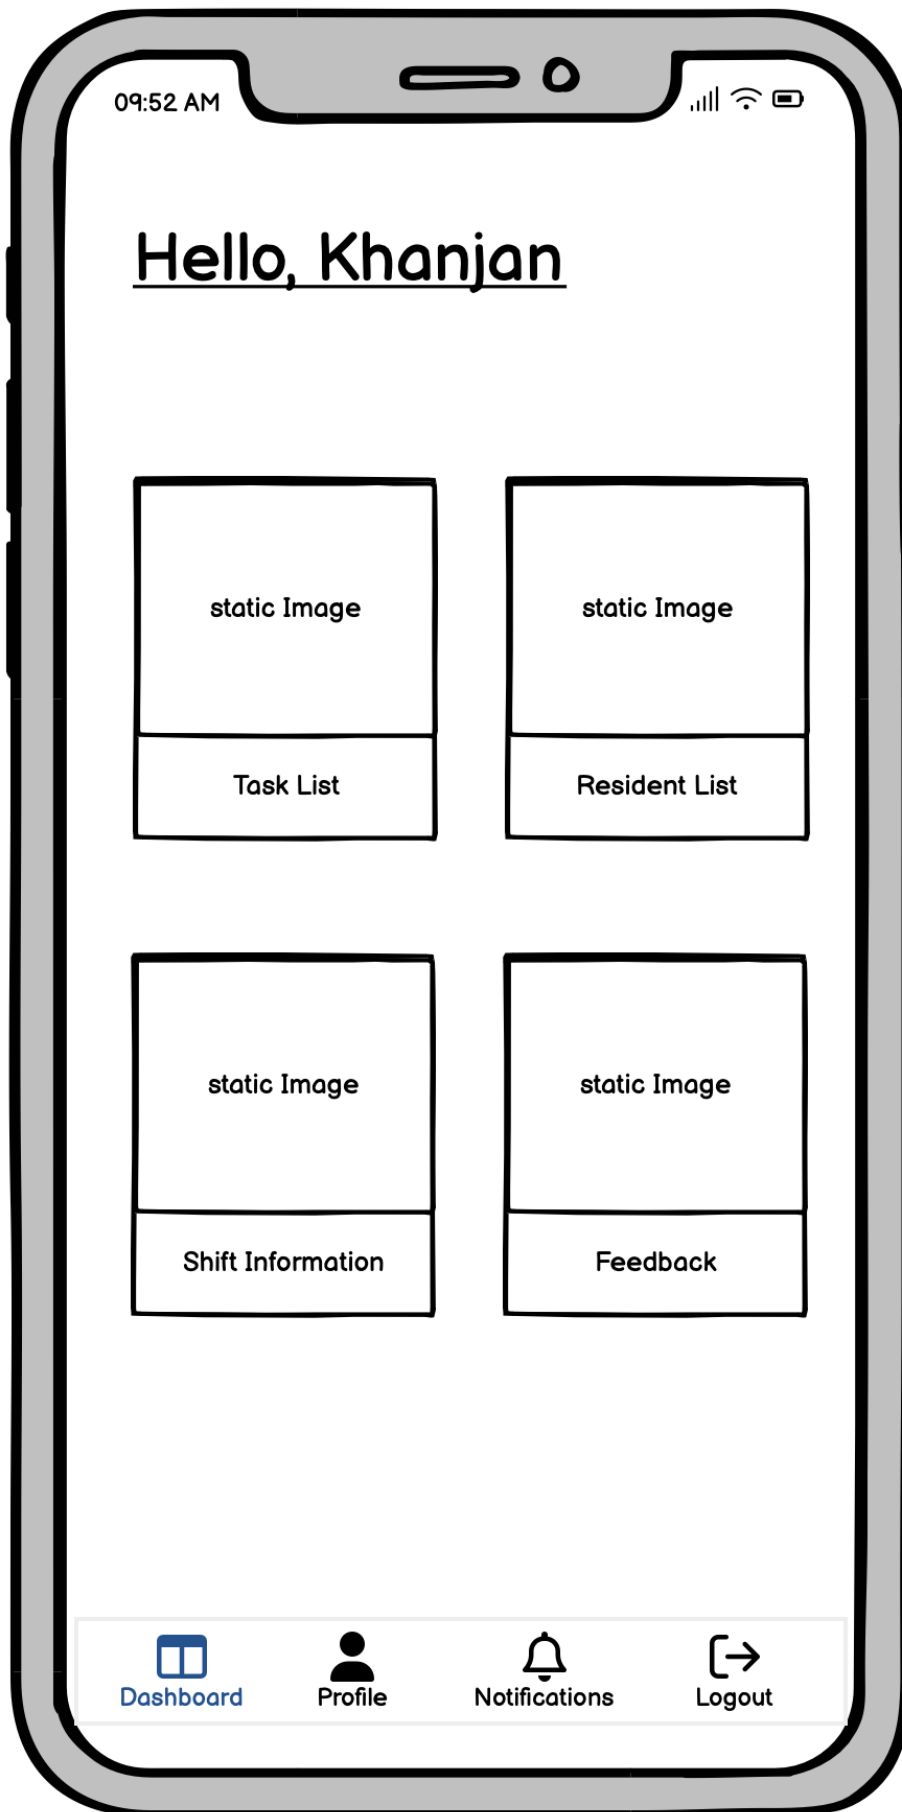 09:52 AM
Hello, Khanjan
static Image
static Image
Task List
Resident List
static Image
static Image
Shift Information
Feedback
Dashboard
Profile
Notifications
Logout